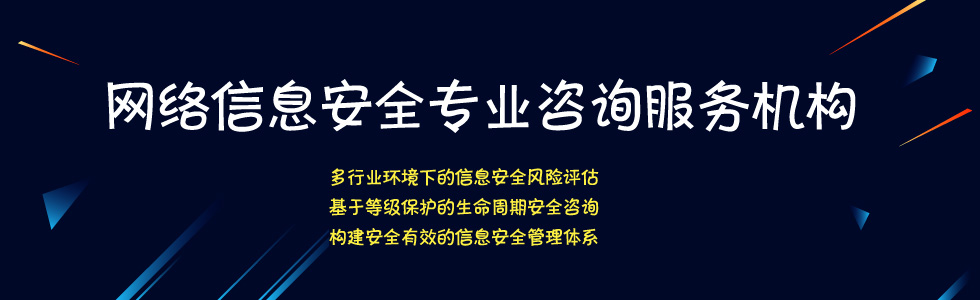 网络信息安全专业咨询服务机构
多行业环境下的信息安全风险评估
基于等级保护的生命周期安全咨询
构建安全有效的信息安全管理体系